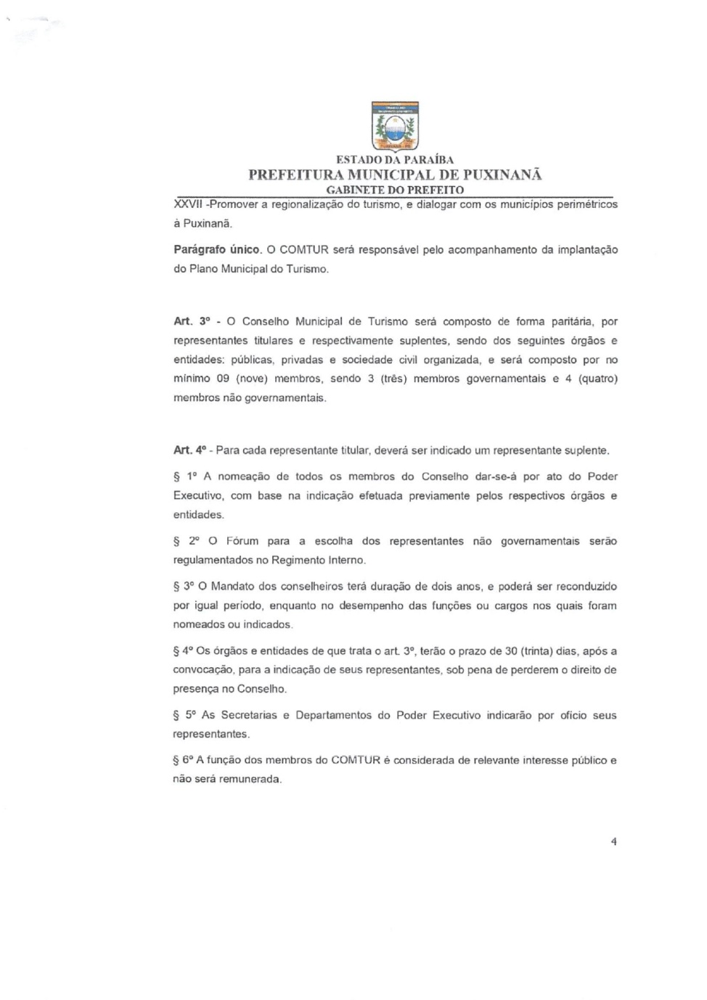 ESTADO DA PARAÍBA
PREFEITURA MUNICIPAL DE PUXINANÃ
GABINETE DO PREFEITO
XXVII -Promover a regionalização do turismo, e dialogar com os municípios perimétricos
à Puxinanã.
Parágrafo único. O COMTUR será responsável pelo acompanhamento da implantação
do Plano Municipal do Turismo.
Art. 3º - O Conselho Municipal de Turismo será composto de forma paritária, por
representantes titulares e respectivamente suplentes, sendo dos seguintes órgãos e
entidades: públicas, privadas e sociedade civil organizada, e será composto por no
mínimo 09 (nove) membros, sendo 3 (três) membros governamentais e 4 (quatro)
membros não governamentais.
Art. 4º - Para cada representante titular, deverá ser indicado um representante suplente.
§ 1º A nomeação de todos os membros do Conselho dar-se-á por ato do Poder
Executivo, com base na indicação efetuada previamente pelos respectivos órgãos e
entidades.
§ 2º O Fórum para a escolha dos representantes não governamentais serão
regulamentados no Regimento Interno.
§ 3º O Mandato dos conselheiros terá duração de dois anos, e poderá ser reconduzido
por igual período, enquanto no desempenho das funções ou cargos nos quais foram
nomeados ou indicados.
§ 4º Os órgãos e entidades de que trata o art. 3º, terão o prazo de 30 (trinta) dias, após a
convocação, para a indicação de seus representantes, sob pena de perderem o direito de
presença no Conselho.
§ 5º As Secretarias e Departamentos do Poder Executivo indicarão por ofício seus
representantes.
§ 6º A função dos membros do COMTUR é considerada de relevante interesse público e
não será remunerada.
4